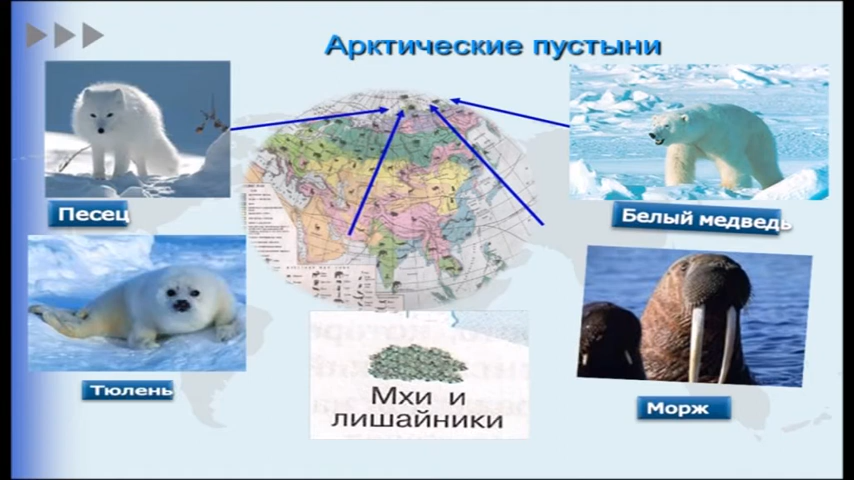 Арктические пустыни
Песец
Белый медведь
Тюлень
Морж
Мхи и
лишайники